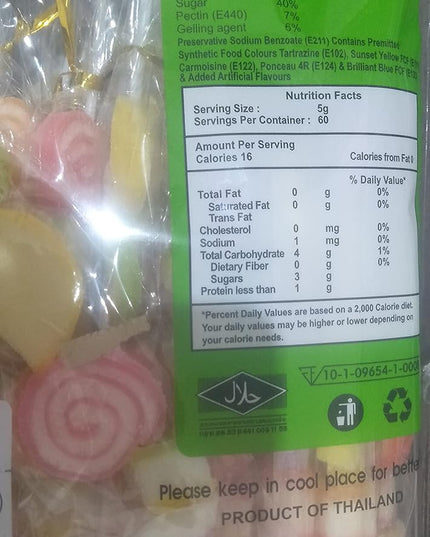 Sugar 40%
Pectin (E440) 7%
Gelling agent 6%
Preservative Sodium Benzoate (E211) Contains Premitted
Synthetic Food Colours Tartrazine (E102), Sunset Yellow FCF
Carmoisine (E122), Ponceau 4R (E124) & Brilliant Blue FCF
& Added Artificial Flavours
Nutrition Facts
Serving Size : 5g
Servings Per Container : 60
Amount Per Serving
Calories 16 Calories from Fat 0
% Daily Value*
Total Fat 0 g 0%
Saturated Fat 0 g 0%
Trans Fat
Cholesterol 0 mg 0%
Sodium 1 mg 0%
Total Carbohydrate 4 g 1%
Dietary Fiber 0 g 0%
Sugars 3 g
Protein less than 1 g
*Percent Daily Values are based on a 2,000 Calorie diet.
Your daily values may be higher or lower depending on
your calorie needs.
10-1-09654-1-000
حلال
Please keep in cool place for
PRODUCT OF THAILAND